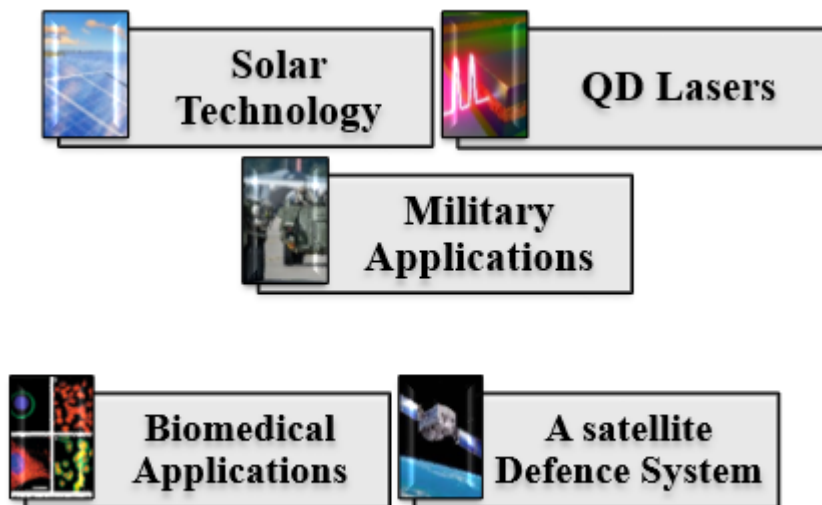 Solar
Technology
QD Lasers
Military
Applications
Biomedical
Applications
A satellite
Defence System